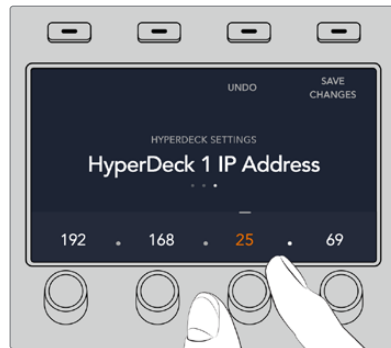 UNDO
SAVE
CHANGES
HYPERDECK SETTINGS
HyperDeck 1 IP Address
192 . 168 . 25 . 69